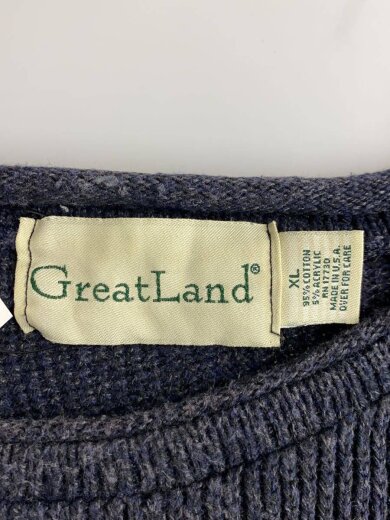 GreatLand®
XL
95% COTTON
5% ACRYLIC
RN 17730
MADE IN U.S.A.
OVER FOR CARE